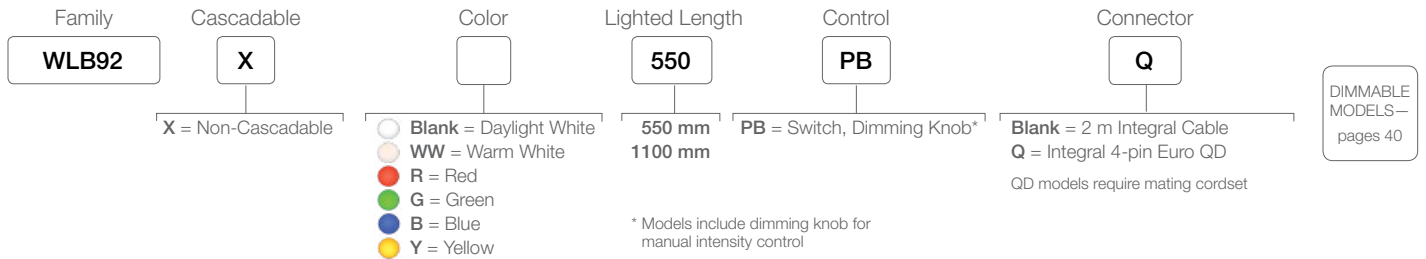 Family Cascadable Color Lighted Length Control Connector
WLB92 X 550 PB Q
X = Non-Cascadable
Blank = Daylight White
WW = Warm White
R = Red
G = Green
B = Blue
Y = Yellow
550 mm
1100 mm
PB = Switch, Dimming Knob*
* Models include dimming knob for
manual intensity control
Blank = 2 m Integral Cable
Q = Integral 4-pin Euro QD
QD models require mating cordset
DIMMABLE
MODELS—
pages 40